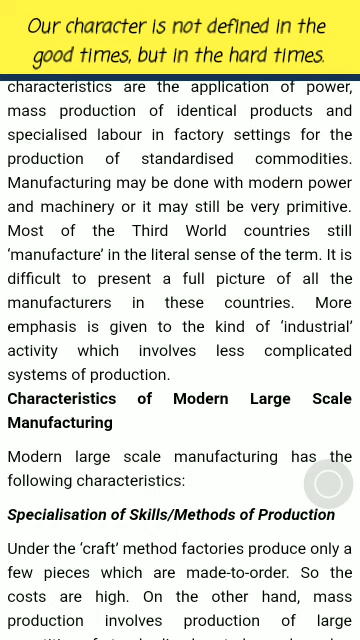 Our character is not defined in the
good times, but in the hard times.
characteristics are the application of power,
mass production of identical products and
specialised labour in factory settings for the
production of standardised commodities.
Manufacturing may be done with modern power
and machinery or it may still be very primitive.
Most of the Third World countries still
‘manufacture’ in the literal sense of the term. It is
difficult to present a full picture of all the
manufacturers in these countries. More
emphasis is given to the kind of ‘industrial’
activity which involves less complicated
systems of production.
Characteristics of Modern Large Scale
Manufacturing
Modern large scale manufacturing has the
following characteristics:
Specialisation of Skills/Methods of Production
Under the ‘craft’ method factories produce only a
few pieces which are made-to-order. So the
costs are high. On the other hand, mass
production involves production of large